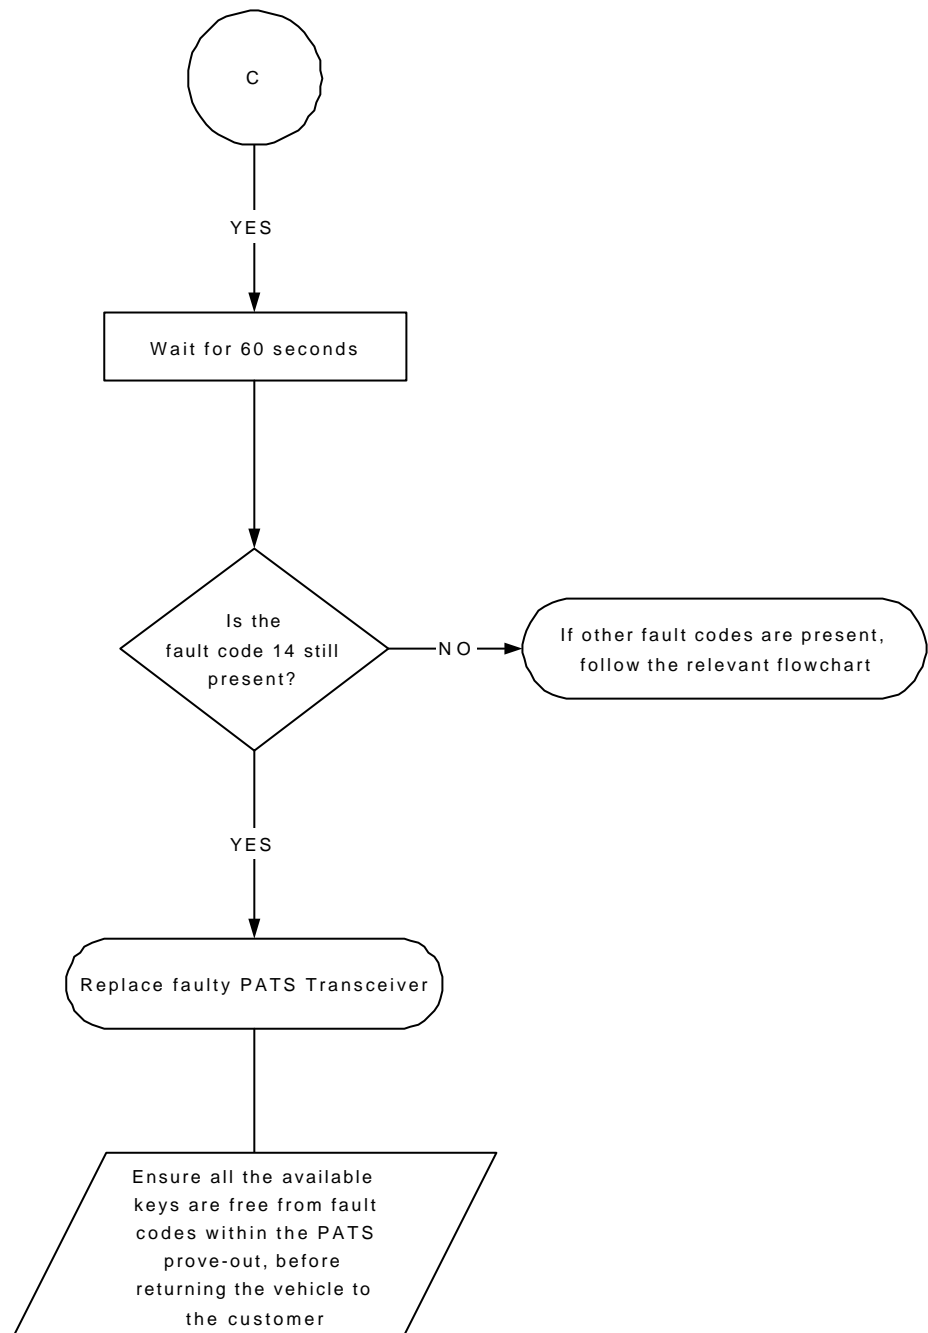 C
YES
Wait for 60 seconds
Is the
fault code 14 still
present?
NO
If other fault codes are present,
follow the relevant flowchart
YES
Replace faulty PATS Transceiver
Ensure all the available
keys are free from fault
codes within the PATS
prove-out, before
returning the vehicle to
the customer